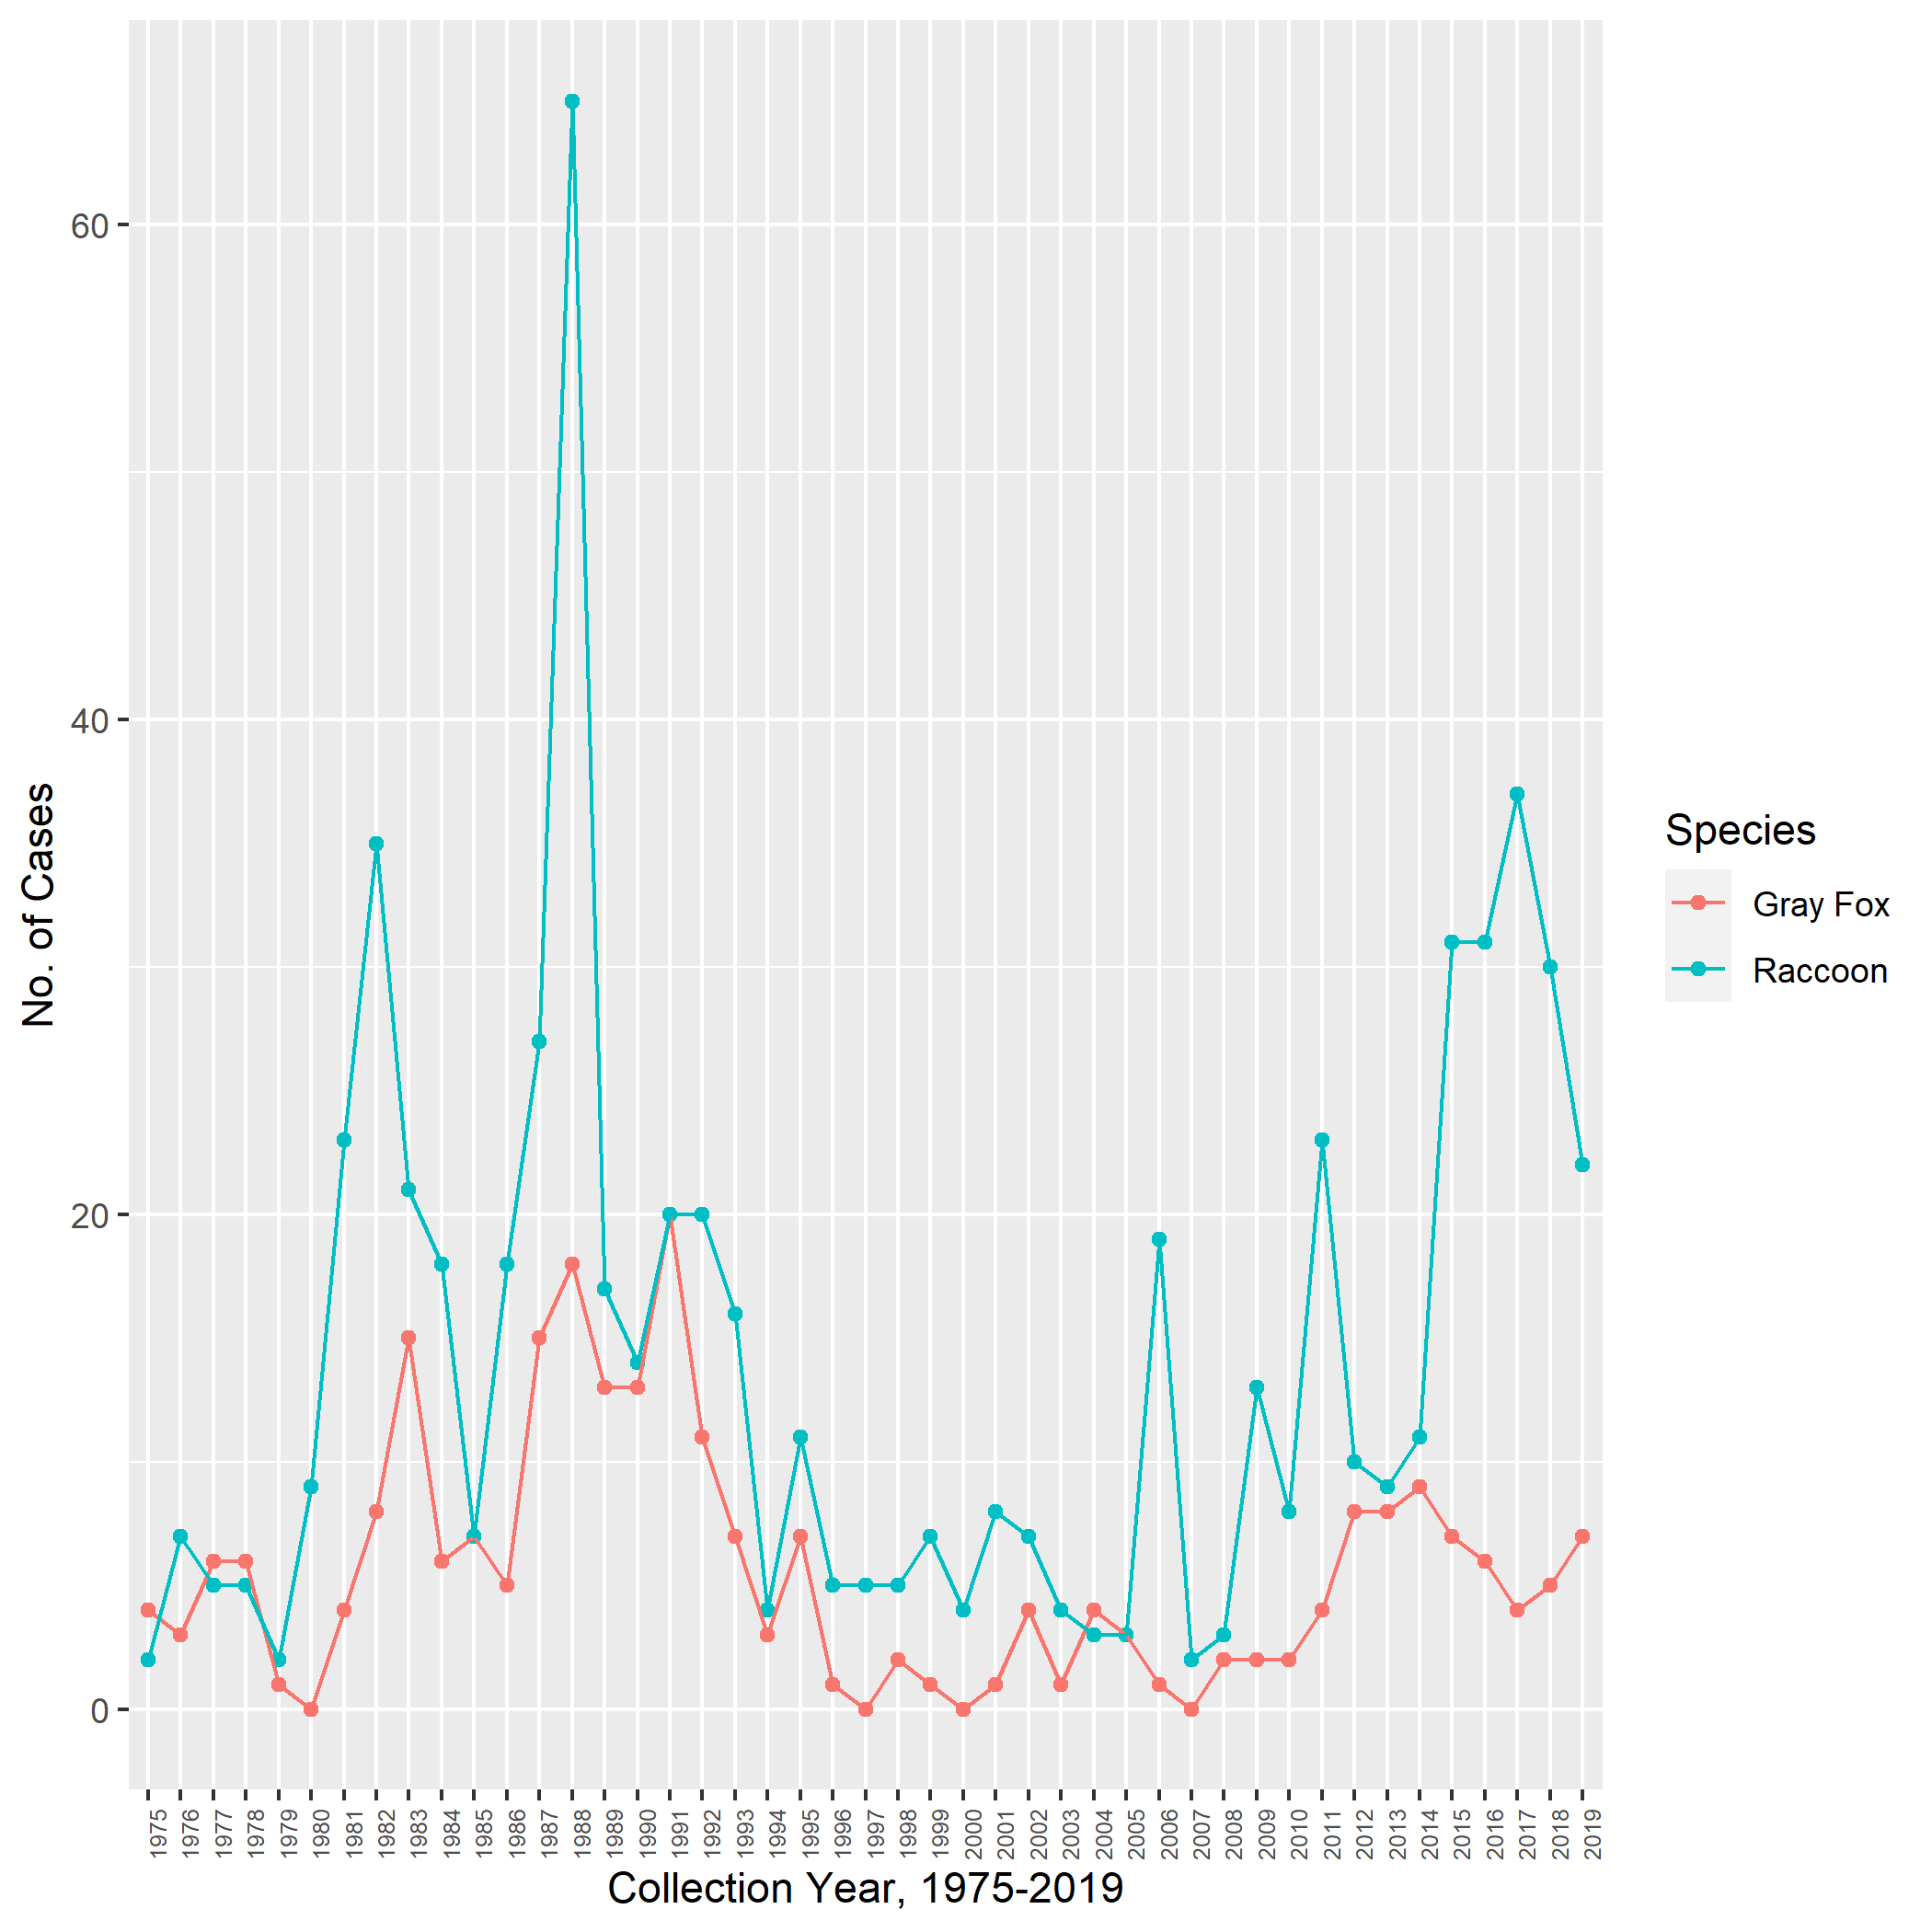 60
40
20
0
No. of Cases
1975 1976 1977 1978 1979 1980 1981 1982 1983 1984 1985 1986 1987 1988 1989 1990 1991 1992 1993 1994 1995 1996 1997 1998 1999 2000 2001 2002 2003 2004 2005 2006 2007 2008 2009 2010 2011 2012 2013 2014 2015 2016 2017 2018 2019
Collection Year, 1975-2019
Species
Gray Fox
Raccoon